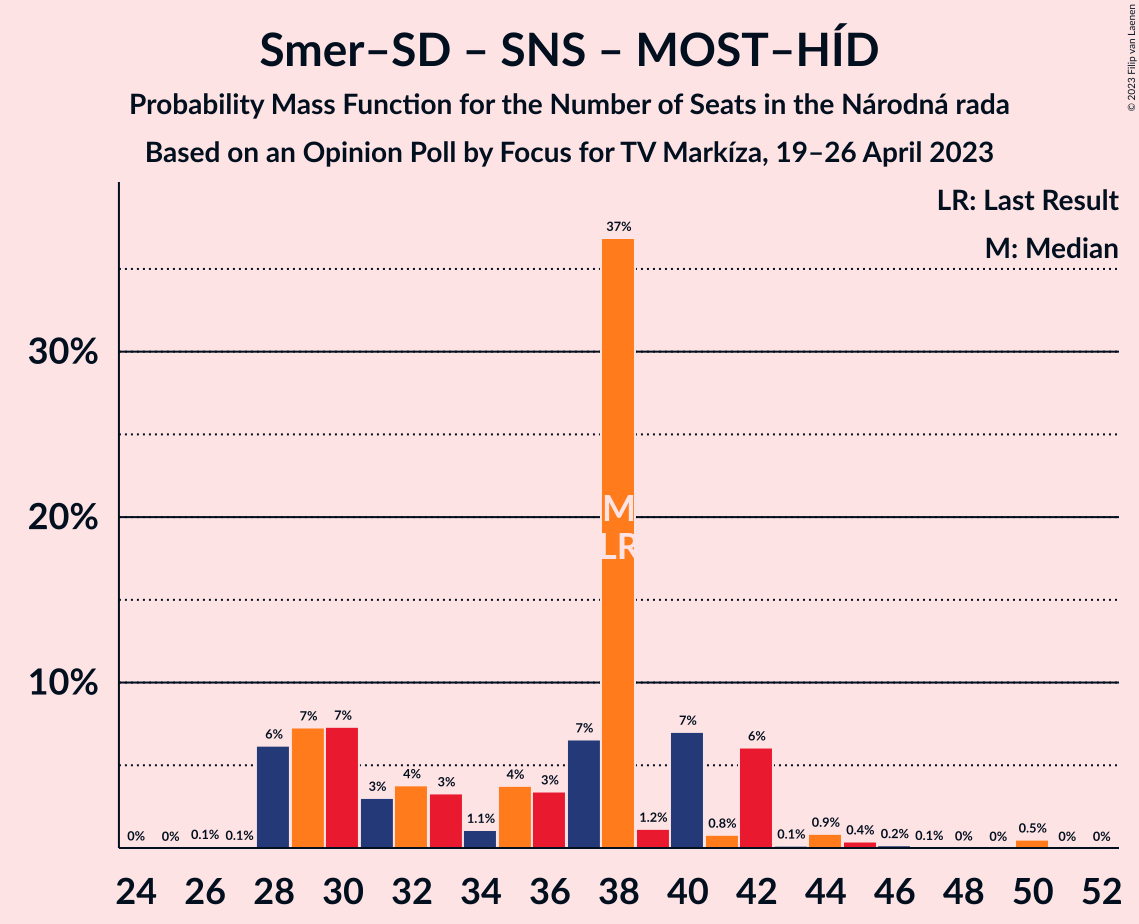 Smer–SD – SNS – MOST–HÍD
Probability Mass Function for the Number of Seats in the Národná rada
Based on an Opinion Poll by Focus for TV Markíza, 19–26 April 2023
© 2023 Filip van Laenen
LR: Last Result
M: Median
30%
20%
10%
0% 0% 0.1% 0.1% 6% 7% 7% 3% 4% 3% 1.1% 4% 3% 7% 37% 1.2% 7% 0.8% 6% 0.1% 0.9% 0.4% 0.2% 0.1% 0% 0% 0.5% 0% 0%
M
LR
24 26 28 30 32 34 36 38 40 42 44 46 48 50 52